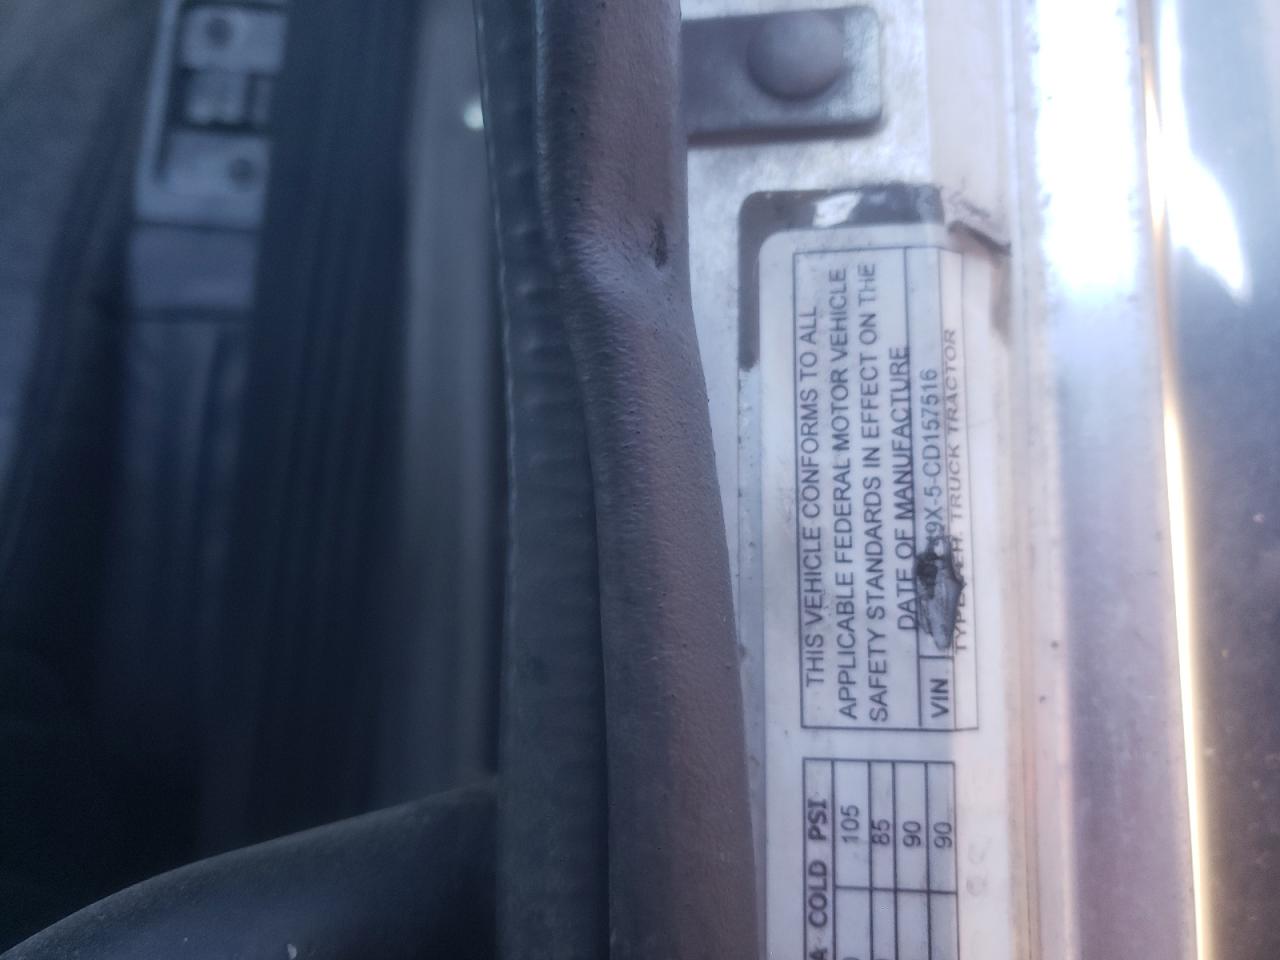 THIS VEHICLE CONFORMS TO ALL
APPLICABLE FEDERAL MOTOR VEHICLE
SAFETY STANDARDS IN EFFECT ON THE
DATE OF MANUFACTURE
VIN 49X-5-CD157516
TRUCK TRACTOR
COLD PSI
105
85
90
90